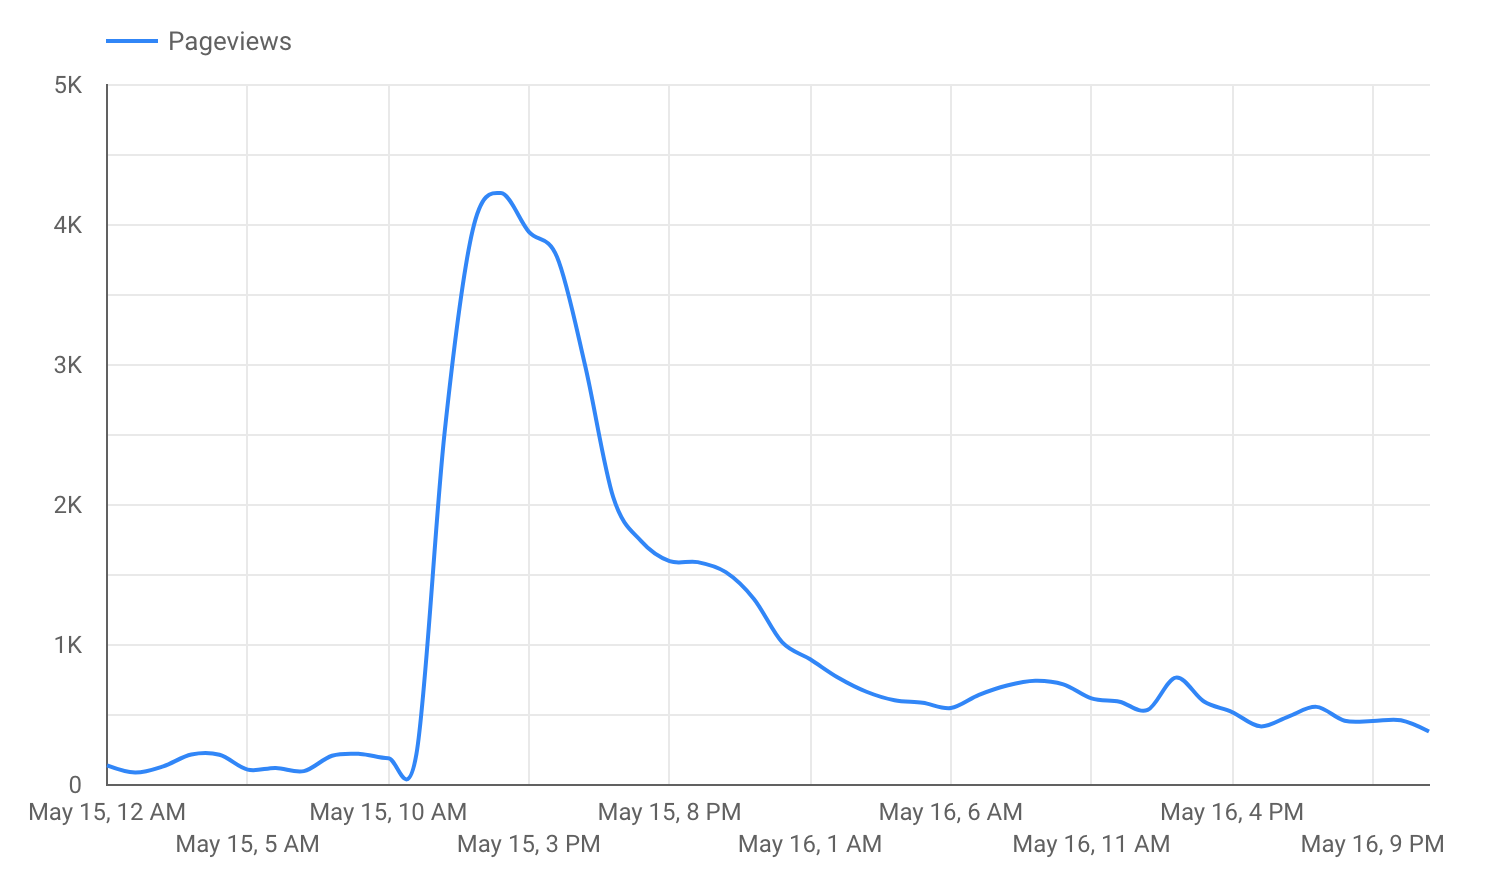 Pageviews
5K
4K
3K
2K
1K
0
May 15, 12 AM
May 15, 5 AM
May 15, 10 AM
May 15, 3 PM
May 15, 8 PM
May 16, 1 AM
May 16, 6 AM
May 16, 11 AM
May 16, 4 PM
May 16, 9 PM